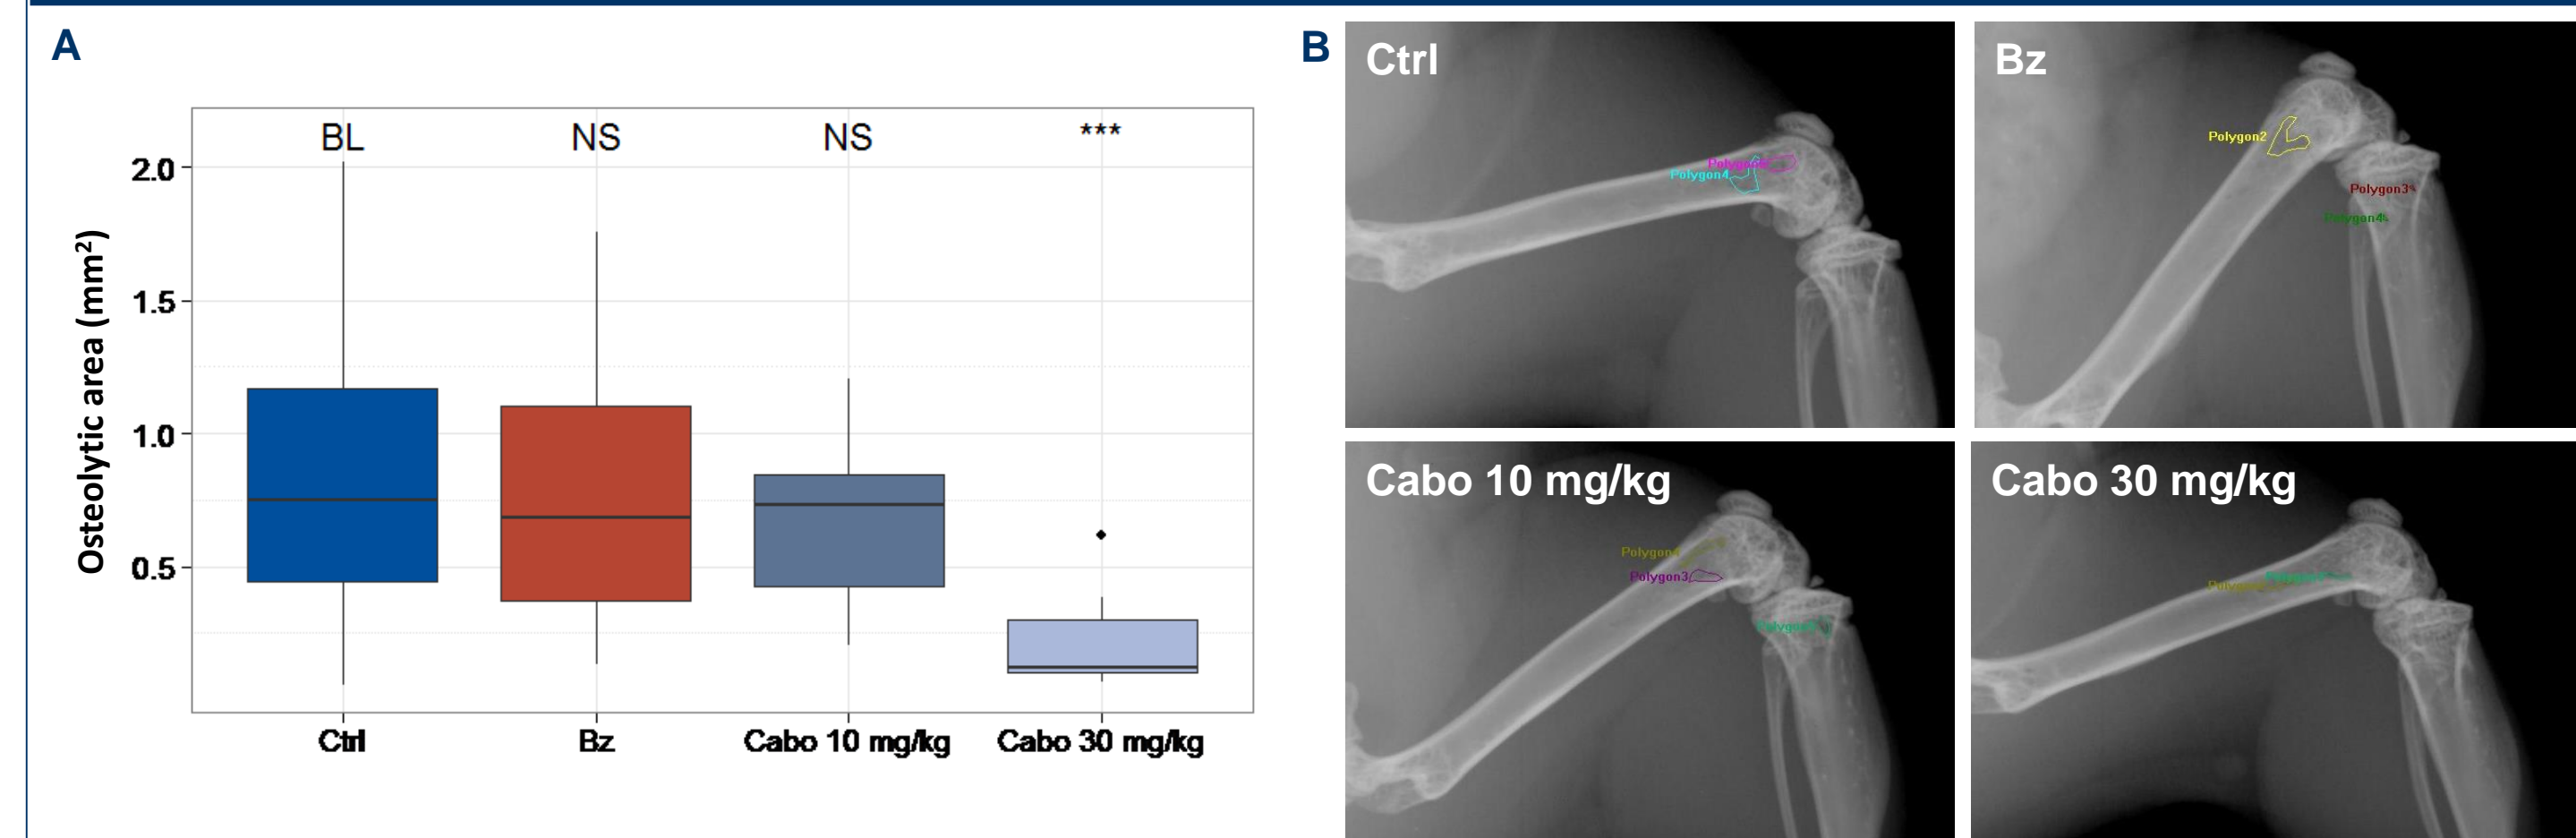 A
BL NS NS ***
2.0
1.5
1.0
0.5
Osteolytic area (mm²)
Ctrl Bz Cabo 10 mg/kg Cabo 30 mg/kg
B
Ctrl
Polygon4
Bz
Polygon2
Polygon3
Polygon4
Cabo 10 mg/kg
Polygon3
Cabo 30 mg/kg